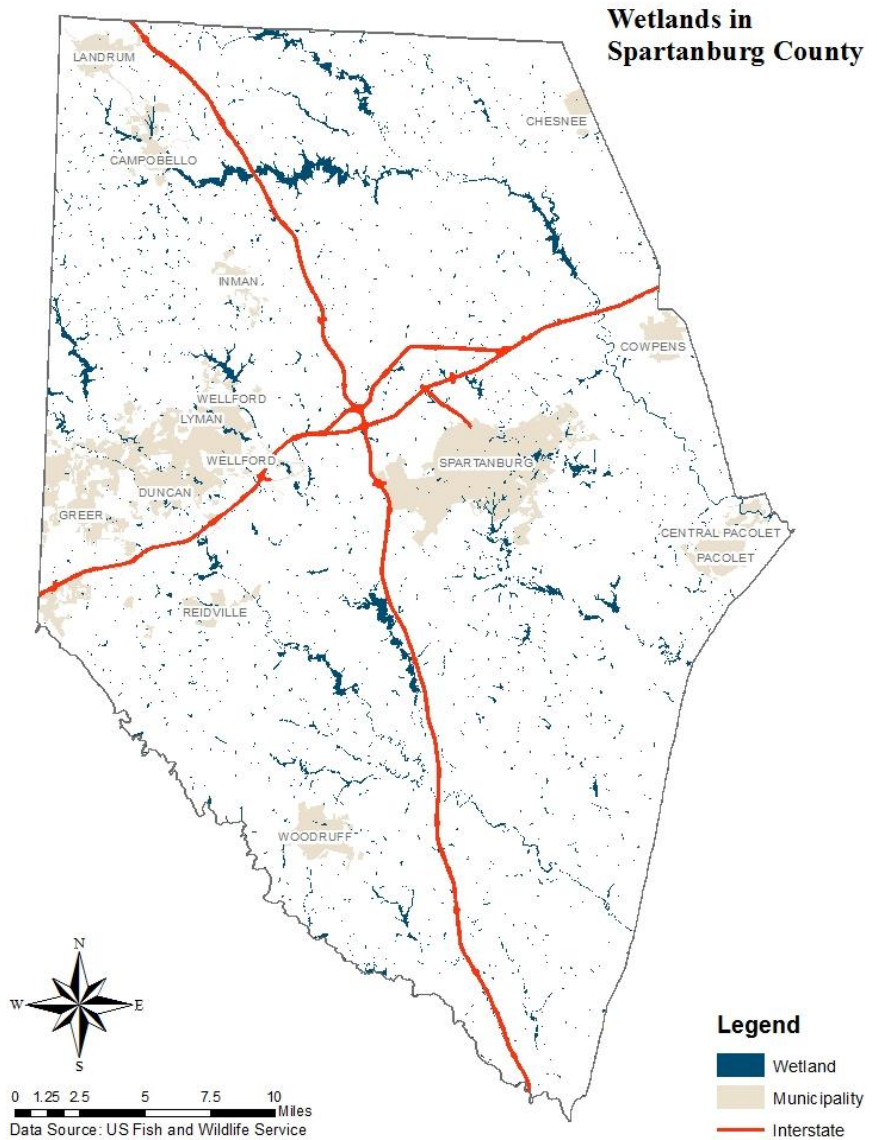 Wetlands in
Spartanburg County
LANDRUM
CHESNEE
CAMPOBELLO
INMAN
COWPENS
WELLFORD
LYMAN
WELLFORD
SPARTANBURG
DUNCAN
GREER
CENTRAL PACOLET
PACOLET
REIDVILLE
WOODRUFF
N
W E
S
Legend
Wetland
Municipality
Interstate
0 1.25 2.5 5 7.5 10
Miles
Data Source: US Fish and Wildlife Service